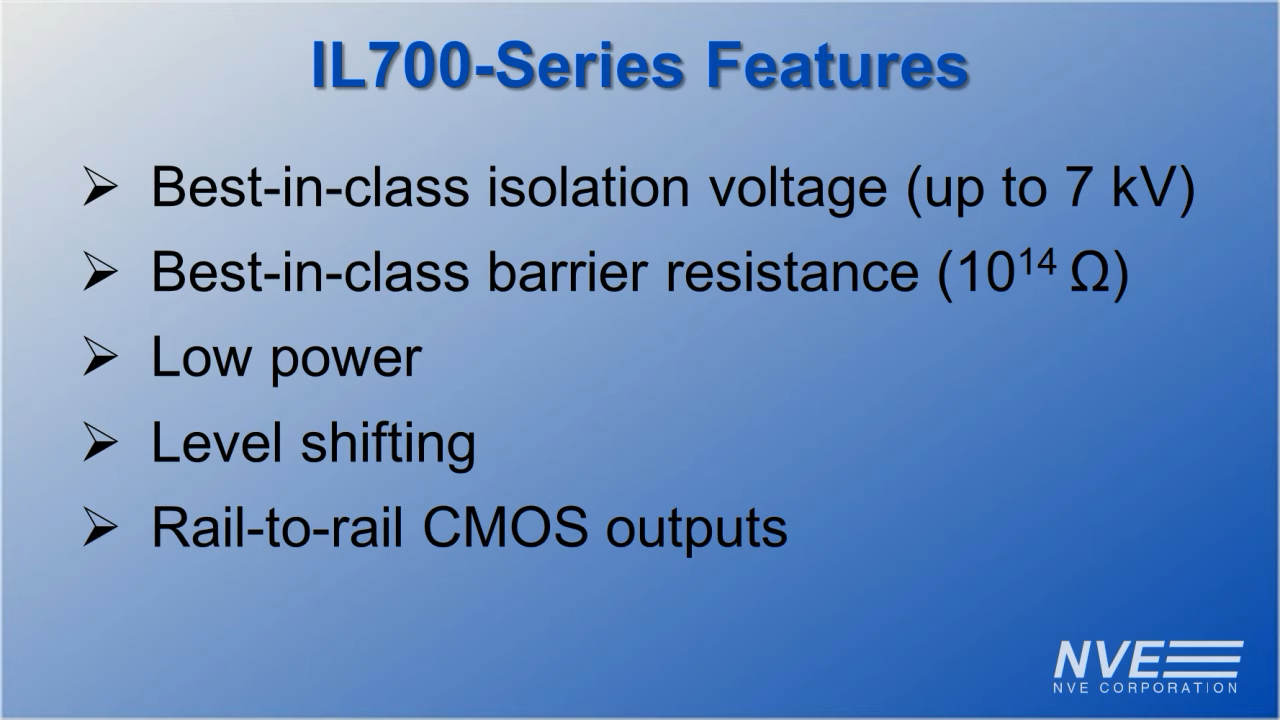 IL700-Series Features
➢ Best-in-class isolation voltage (up to 7 kV)
➢ Best-in-class barrier resistance (10¹⁴ Ω)
➢ Low power
➢ Level shifting
➢ Rail-to-rail CMOS outputs
NVE
NVE CORPORATION